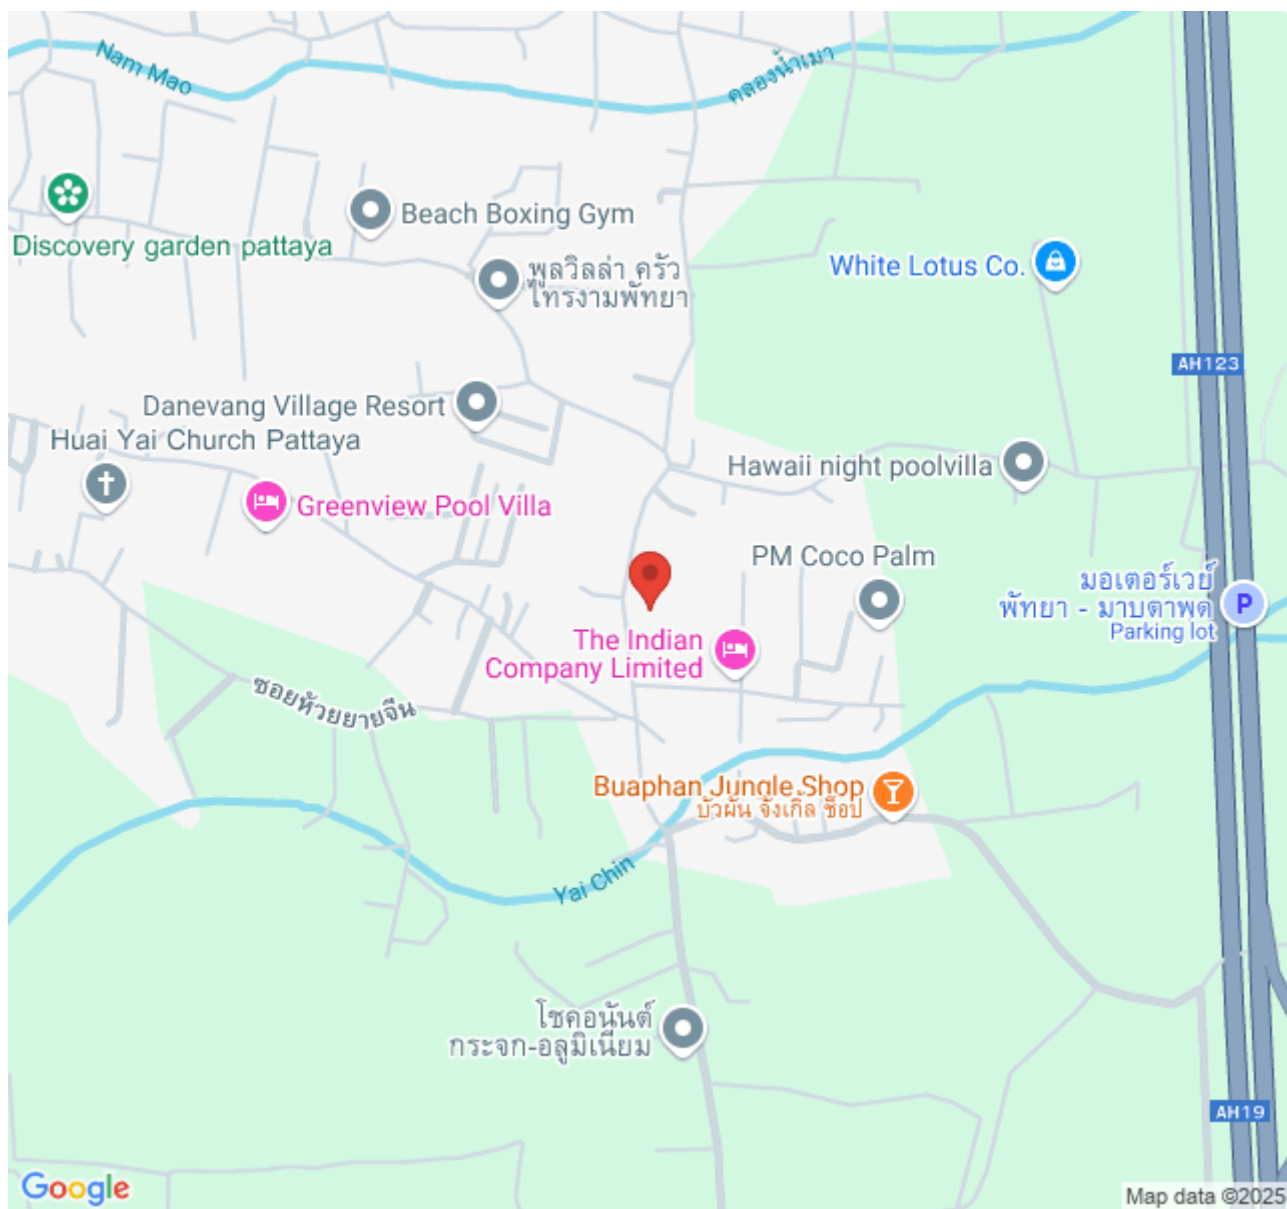 Nam Mao
คลองน้ำเมา
Beach Boxing Gym
Discovery garden pattaya
พูลวิลล่า ครัว
ไทรงามพัทยา
White Lotus Co.
AH123
Danevang Village Resort
Huai Yai Church Pattaya
Hawaii night poolvilla
Greenview Pool Villa
PM Coco Palm
มอเตอร์เวย์
พัทยา - มาบตาพุด
P
Parking lot
The Indian
Company Limited
ซอยห้วยยายจีน
Buaphan Jungle Shop
บัวผัน จังเกิ้ล ช็อป
Yai Chin
โชคอนันต์
กระจก-อลูมิเนียม
AH19
Google
Map data ©2025